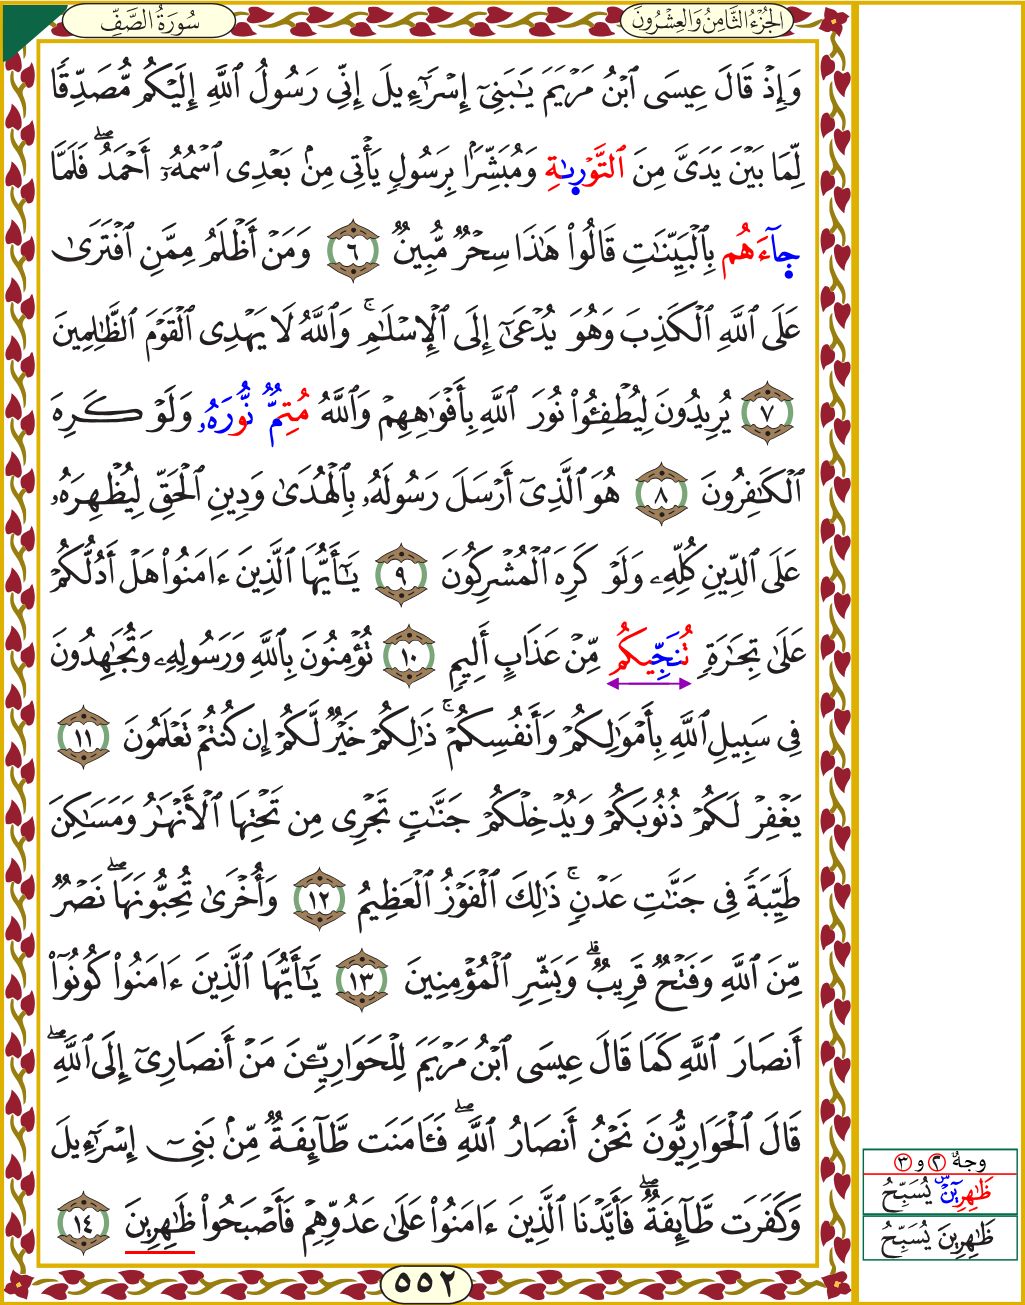 الجُزْءُ الثَّامِنُ وَالعِشْرُونَ
سُورَةُ الصَّفِّ
وَإِذْ قَالَ عِيسَى ٱبْنُ مَرْيَمَ يَـٰبَنِىٓ إِسْرَٰٓءِيلَ إِنِّى رَسُولُ ٱللَّهِ إِلَيْكُم مُّصَدِّقًا
لِّمَا بَيْنَ يَدَىَّ مِنَ ٱلتَّوْرَىٰةِ وَمُبَشِّرًۢا بِرَسُولٍ يَأْتِى مِنۢ بَعْدِى ٱسْمُهُۥٓ أَحْمَدُ ۖ فَلَمَّا
جَآءَهُم بِٱلْبَيِّنَـٰتِ قَالُوا۟ هَـٰذَا سِحْرٌ مُّبِينٌ ٦ وَمَنْ أَظْلَمُ مِمَّنِ ٱفْتَرَىٰ
عَلَى ٱللَّهِ ٱلْكَذِبَ وَهُوَ يُدْعَىٰٓ إِلَى ٱلْإِسْلَـٰمِ ۚ وَٱللَّهُ لَا يَهْدِى ٱلْقَوْمَ ٱلظَّـٰلِمِينَ
٧ يُرِيدُونَ لِيُطْفِـُٔوا۟ نُورَ ٱللَّهِ بِأَفْوَٰهِهِمْ وَٱللَّهُ مُتِمٌّ نُّورَهُۥ وَلَوْ كَرِهَ
ٱلْكَـٰفِرُونَ ٨ هُوَ ٱلَّذِىٓ أَرْسَلَ رَسُولَهُۥ بِٱلْهُدَىٰ وَدِينِ ٱلْحَقِّ لِيُظْهِرَهُۥ
عَلَى ٱلدِّينِ كُلِّهِۦ وَلَوْ كَرِهَ ٱلْمُشْرِكُونَ ٩ يَـٰٓأَيُّهَا ٱلَّذِينَ ءَامَنُوا۟ هَلْ أَدُلُّكُمْ
عَلَىٰ تِجَـٰرَةٍ تُنَجِّيكُم مِّنْ عَذَابٍ أَلِيمٍ ١٠ تُؤْمِنُونَ بِٱللَّهِ وَرَسُولِهِۦ وَتُجَـٰهِدُونَ
فِى سَبِيلِ ٱللَّهِ بِأَمْوَٰلِكُمْ وَأَنفُسِكُمْ ۚ ذَٰلِكُمْ خَيْرٌ لَّكُمْ إِن كُنتُمْ تَعْلَمُونَ ١١
يَغْفِرْ لَكُمْ ذُنُوبَكُمْ وَيُدْخِلْكُمْ جَنَّـٰتٍ تَجْرِى مِن تَحْتِهَا ٱلْأَنْهَـٰرُ وَمَسَـٰكِنَ
طَيِّبَةً فِى جَنَّـٰتِ عَدْنٍ ۚ ذَٰلِكَ ٱلْفَوْزُ ٱلْعَظِيمُ ١٢ وَأُخْرَىٰ تُحِبُّونَهَا ۖ نَصْرٌ
مِّنَ ٱللَّهِ وَفَتْحٌ قَرِيبٌ ۗ وَبَشِّرِ ٱلْمُؤْمِنِينَ ١٣ يَـٰٓأَيُّهَا ٱلَّذِينَ ءَامَنُوا۟ كُونُوٓا۟
أَنصَارَ ٱللَّهِ كَمَا قَالَ عِيسَى ٱبْنُ مَرْيَمَ لِلْحَوَارِيِّـۧنَ مَنْ أَنصَارِىٓ إِلَى ٱللَّهِ ۖ
قَالَ ٱلْحَوَارِيُّونَ نَحْنُ أَنصَارُ ٱللَّهِ ۖ فَـَٔامَنَت طَّآئِفَةٌ مِّنۢ بَنِىٓ إِسْرَٰٓءِيلَ
وَكَفَرَت طَّآئِفَةٌ ۖ فَأَيَّدْنَا ٱلَّذِينَ ءَامَنُوا۟ عَلَىٰ عَدُوِّهِمْ فَأَصْبَحُوا۟ ظَـٰهِرِينَ ١٤
وجهٌ ٢ و ٣
ظَـٰهِرِينَ ۜ يُسَبِّحُ
ظَـٰهِرِينَ يُسَبِّحُ
٥٥٢